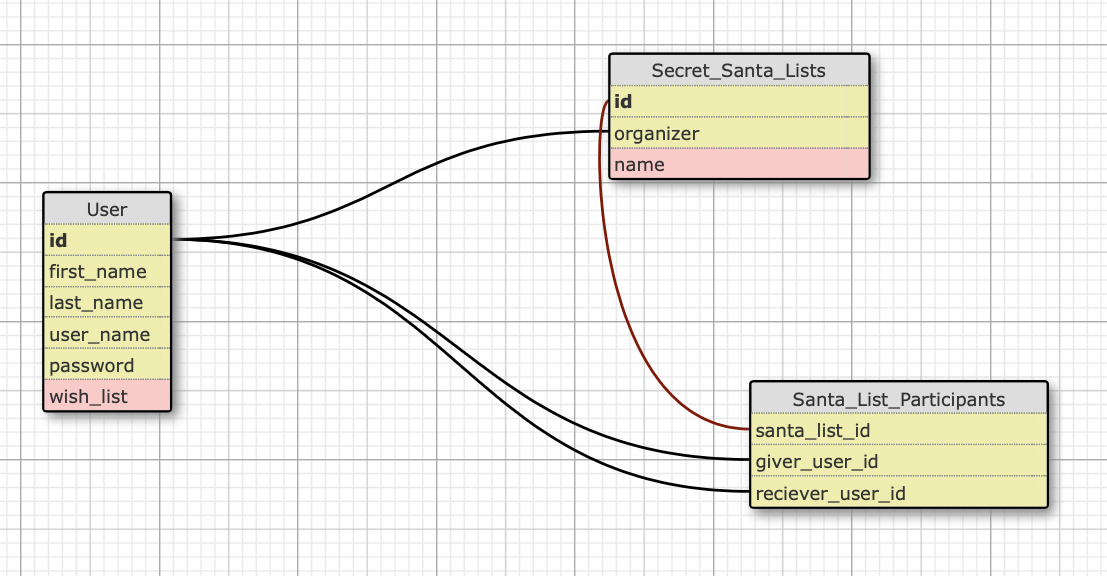 Secret_Santa_Lists
id
organizer
name
User
id
first_name
last_name
user_name
password
wish_list
Santa_List_Participants
santa_list_id
giver_user_id
reciever_user_id